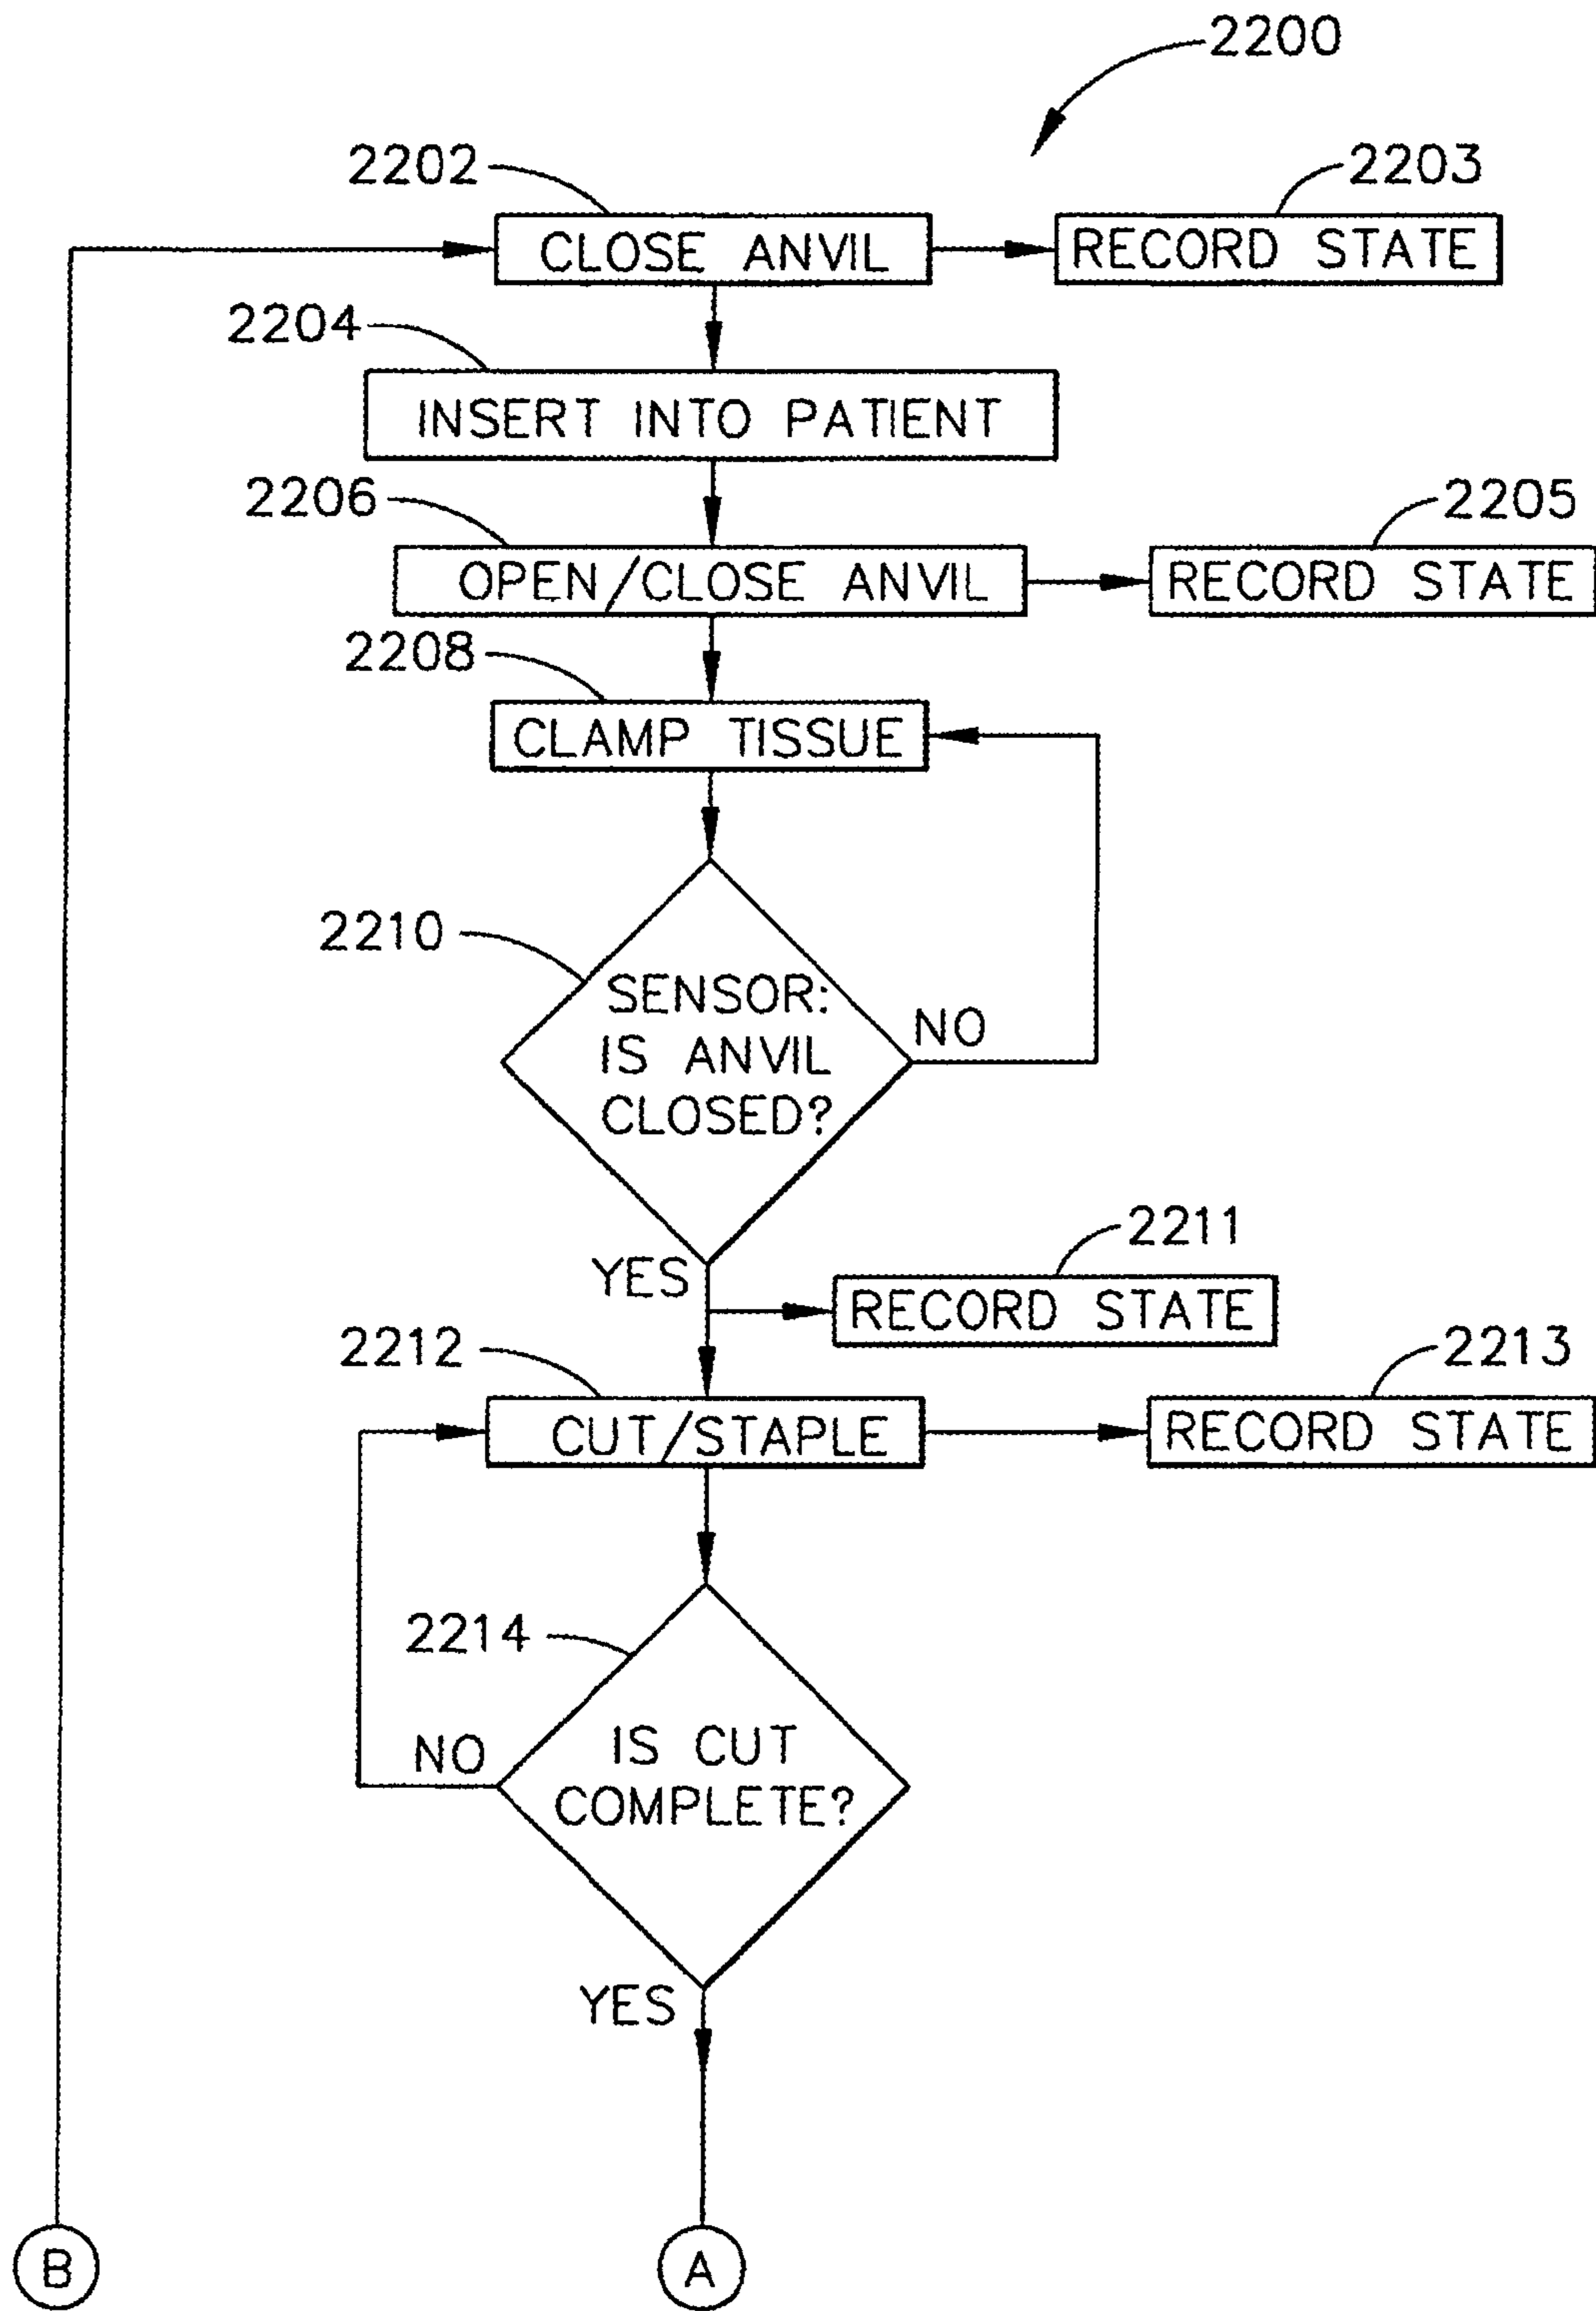 2200
2202
2203
CLOSE ANVIL
RECORD STATE
2204
INSERT INTO PATIENT
2206
2205
OPEN/CLOSE ANVIL
RECORD STATE
2208
CLAMP TISSUE
2210
SENSOR:
IS ANVIL
CLOSED?
NO
YES
2211
RECORD STATE
2212
2213
CUT/STAPLE
RECORD STATE
2214
IS CUT
COMPLETE?
NO
YES
B
A